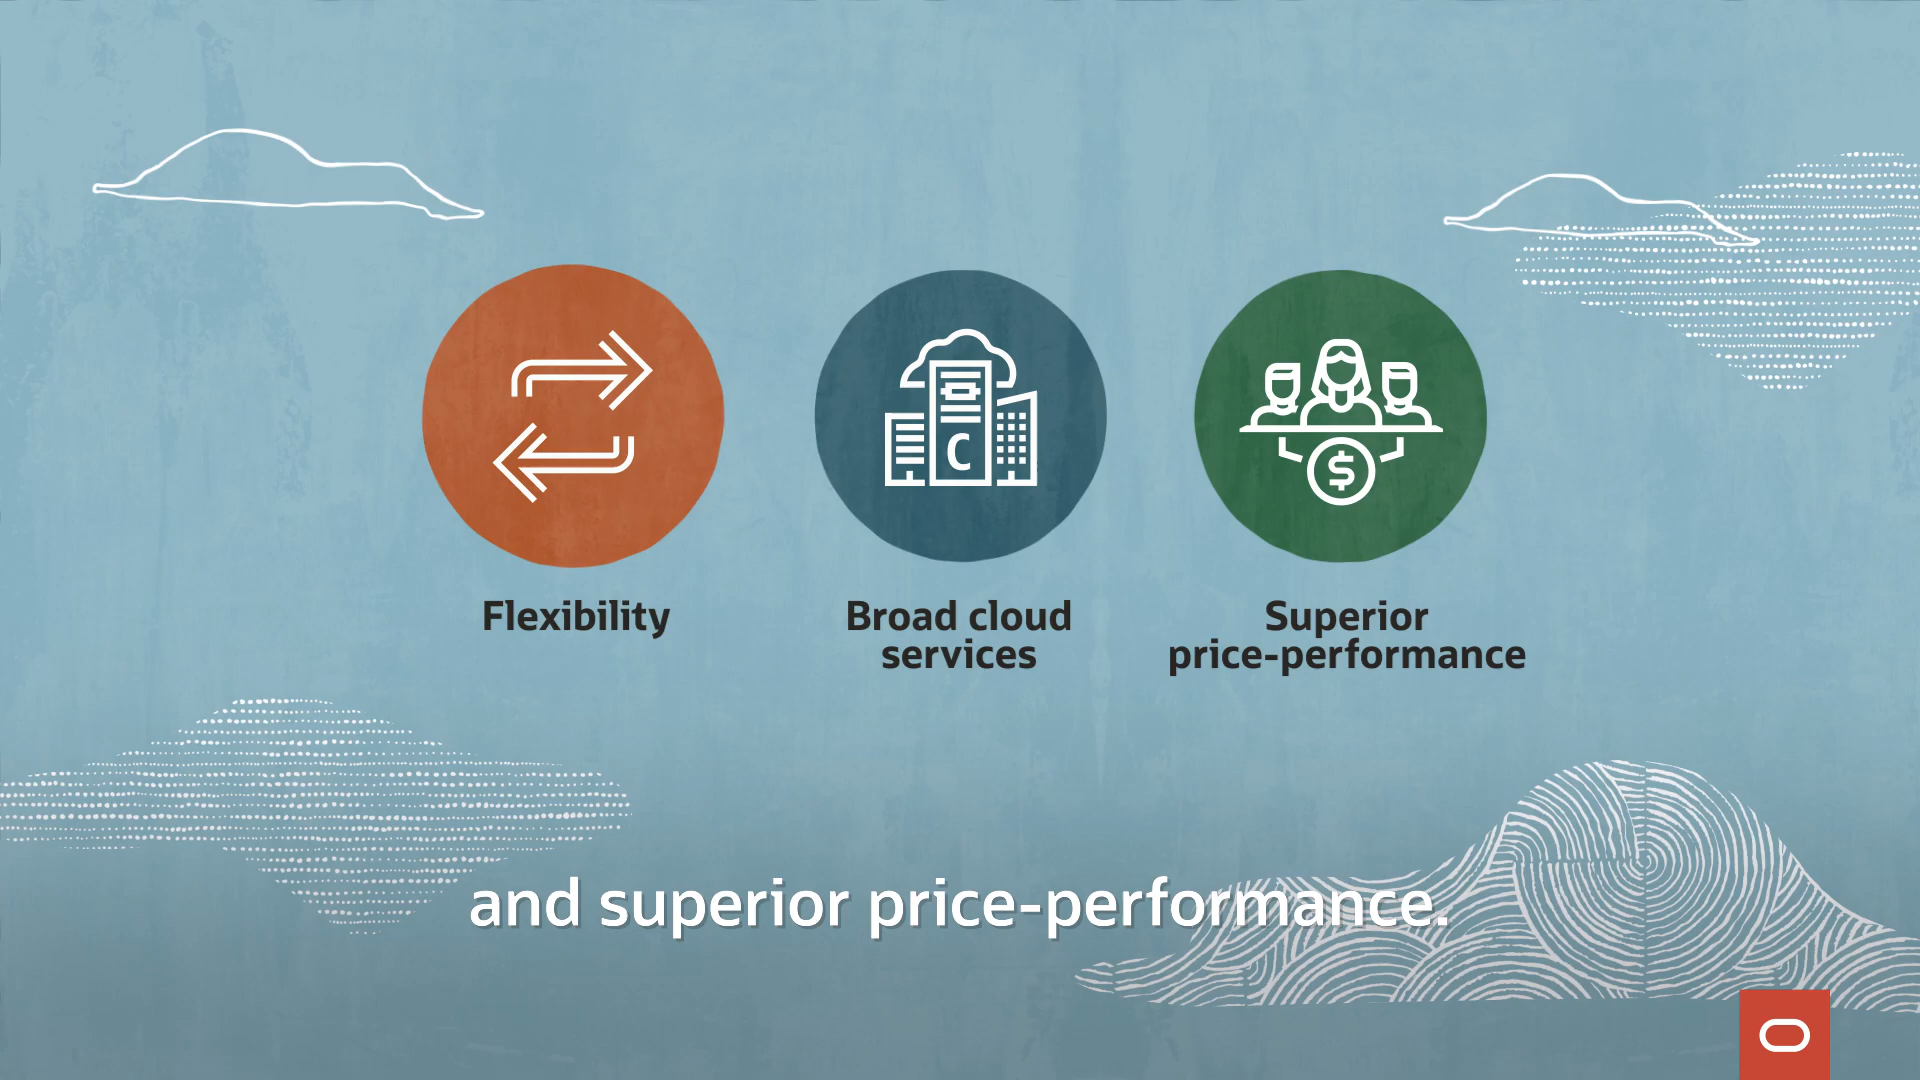 C
$
Flexibility
Broad cloud
services
Superior
price-performance
and superior price-performance.